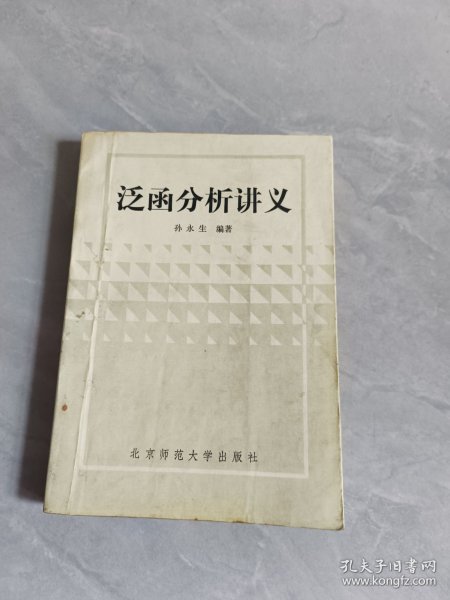 泛函分析讲义
孙永生 编著
北京师范大学出版社
孔夫子旧书网
www.kongfz.com